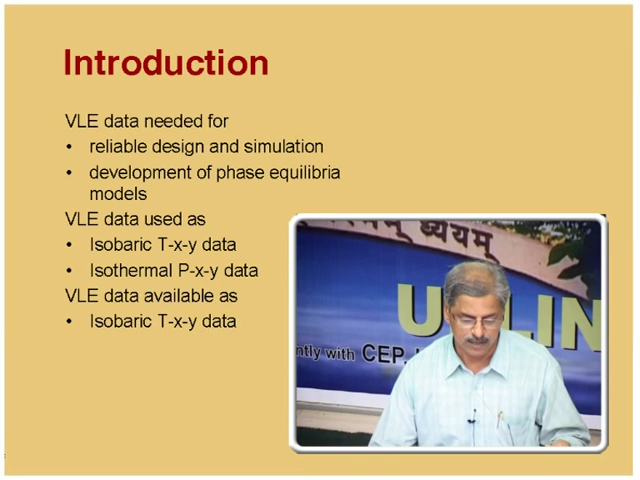 Introduction
VLE data needed for
• reliable design and simulation
• development of phase equilibria
models
VLE data used as
• Isobaric T-x-y data
• Isothermal P-x-y data
VLE data available as
• Isobaric T-x-y data
ध्येयम्
ntly with CEP,